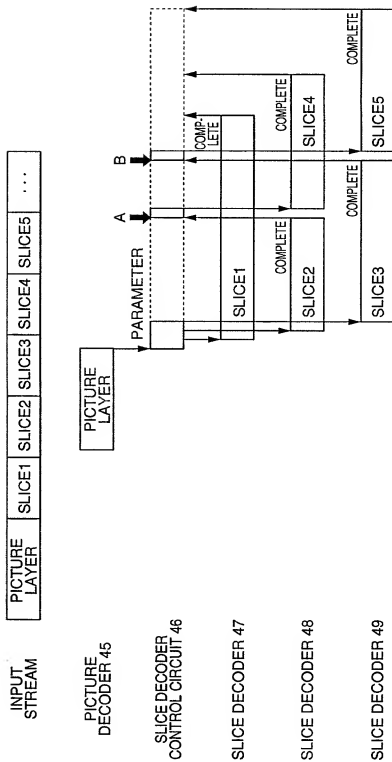 INPUT
STREAM
PICTURE
LAYER
SLICE1
SLICE2
SLICE3
SLICE4
SLICE5
...
PICTURE
DECODER 45
PICTURE
LAYER
SLICE DECODER
CONTROL CIRCUIT 46
PARAMETER
A
B
SLICE DECODER 47
SLICE1
COMP-
LETE
SLICE DECODER 48
SLICE2
COMPLETE
SLICE4
COMPLETE
SLICE DECODER 49
SLICE3
COMPLETE
SLICE5
COMPLETE